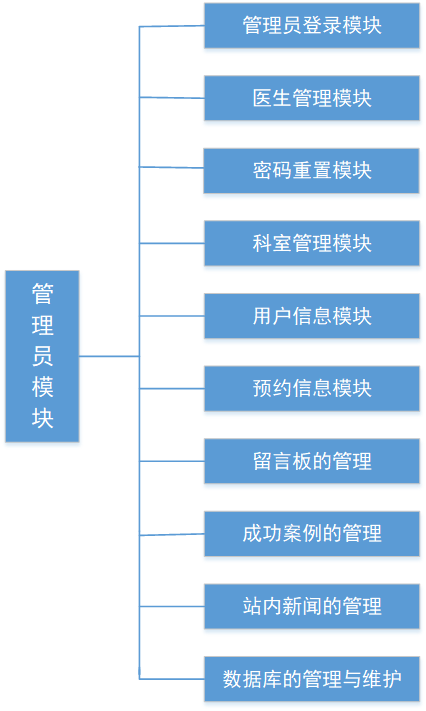 管理员登录模块
医生管理模块
密码重置模块
科室管理模块
管理员模块
用户信息模块
预约信息模块
留言板的管理
成功案例的管理
站内新闻的管理
数据库的管理与维护